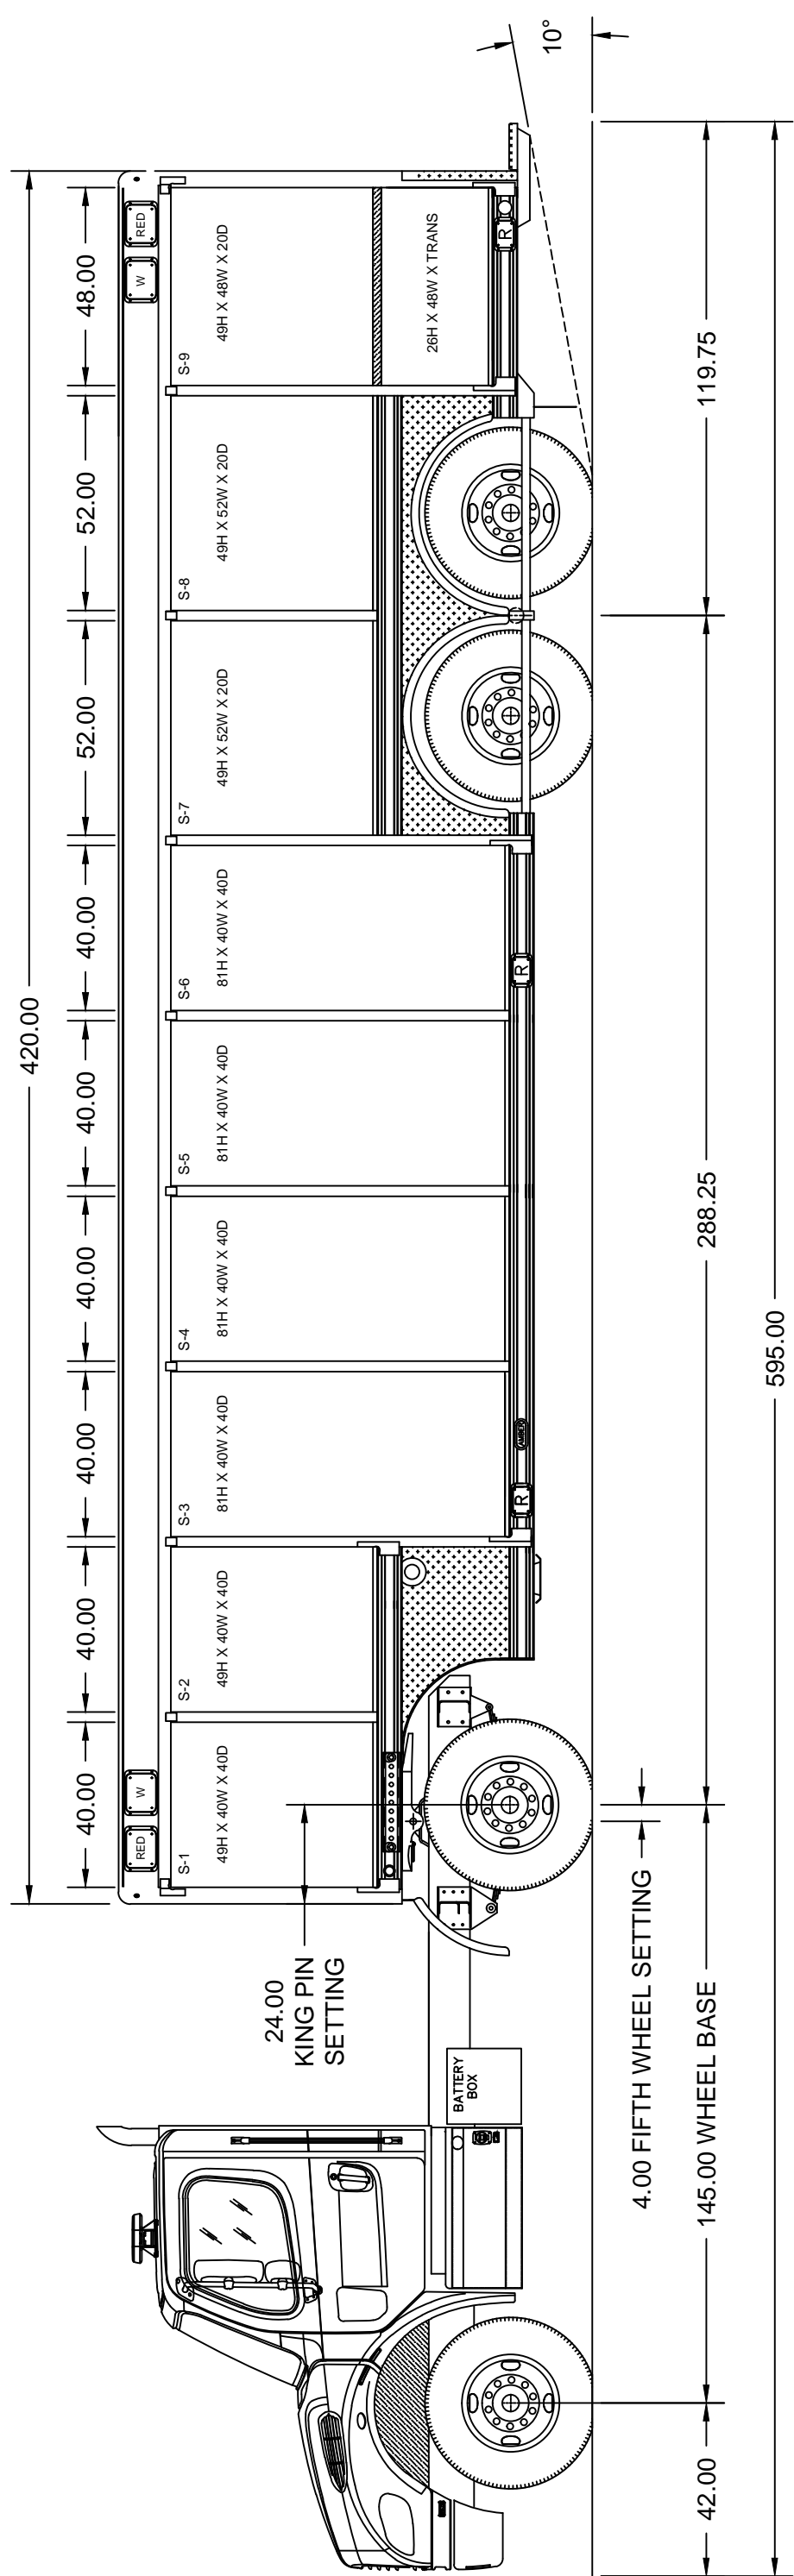 420.00
40.00
40.00
40.00
40.00
40.00
40.00
52.00
52.00
48.00
RED
W
W
RED
S-1
49H X 40W X 40D
S-2
49H X 40W X 40D
S-3
81H X 40W X 40D
S-4
81H X 40W X 40D
S-5
81H X 40W X 40D
S-6
81H X 40W X 40D
S-7
49H X 52W X 20D
S-8
49H X 52W X 20D
S-9
49H X 48W X 20D
26H X 48W X TRANS
24.00
KING PIN
SETTING
BATTERY
BOX
R
AMBER
R
R
10°
4.00 FIFTH WHEEL SETTING
42.00
145.00 WHEEL BASE
288.25
119.75
595.00